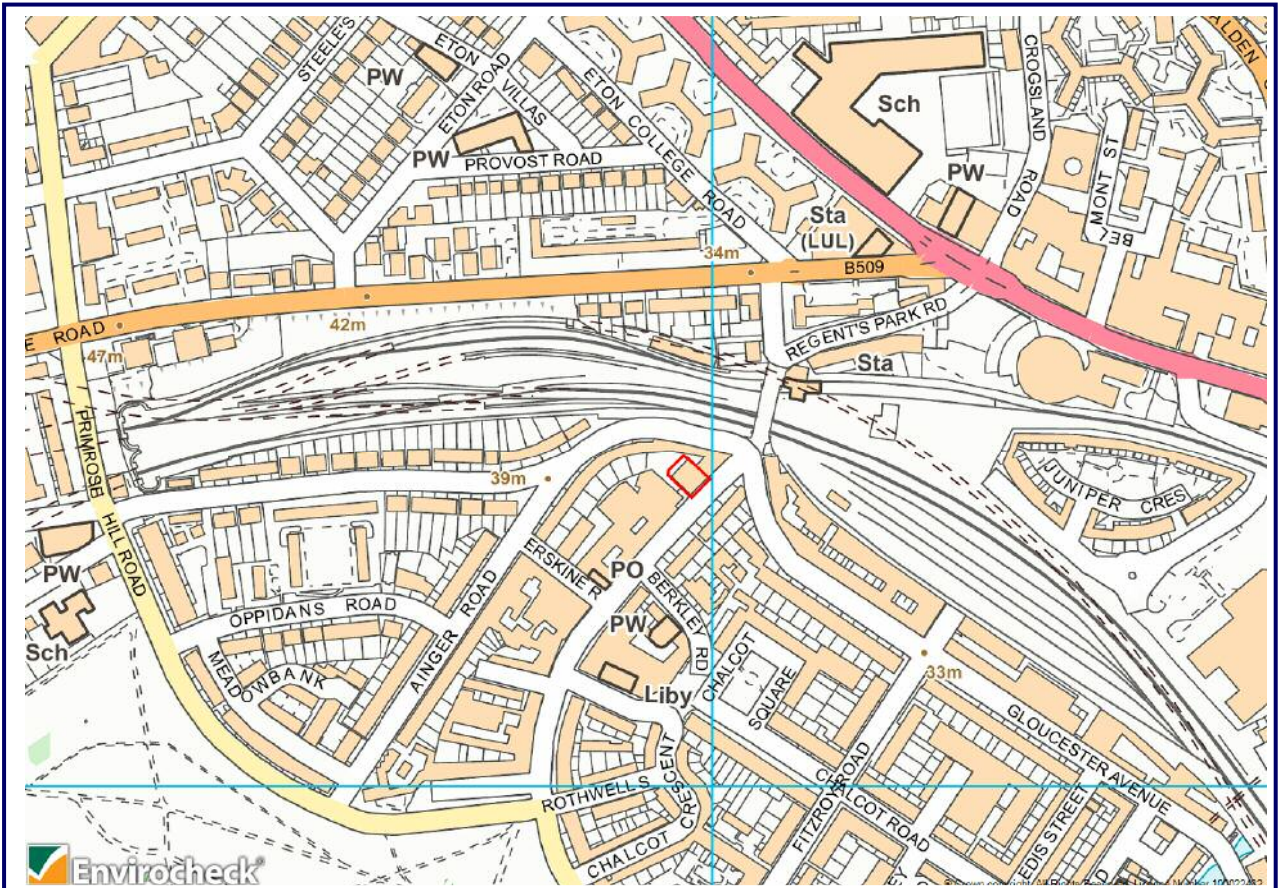 STEELES
PW
ETON VILLAS
ETON ROAD
ETON COLLEGE ROAD
Sch
CROGSLAND ROAD
PW
PROVOST ROAD
PW
BELMONT ST
Sta
(LUL)
34m
B509
42m
E ROAD
47m
REGENT'S PARK RD
Sta
PRIMROSE HILL ROAD
39m
JUNIPER CRES
PW
Sch
OPPIDANS ROAD
MEADOWBANK
AINGER ROAD
ERSKINE R
PO
BERKLEY RD
PW
Liby
CHALCOT SQUARE
33m
GLOUCESTER AVENUE
FITZROY ROAD
CHALCOT ROAD
ROTHWELL S
CHALCOT CRESCENT
EDIS STREET
Envirocheck®